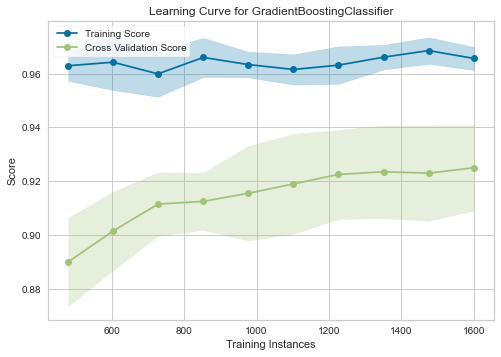 Learning Curve for GradientBoostingClassifier
Training Score
Cross Validation Score
0.96
0.94
0.92
0.90
0.88
Score
600
800
1000
1200
1400
1600
Training Instances